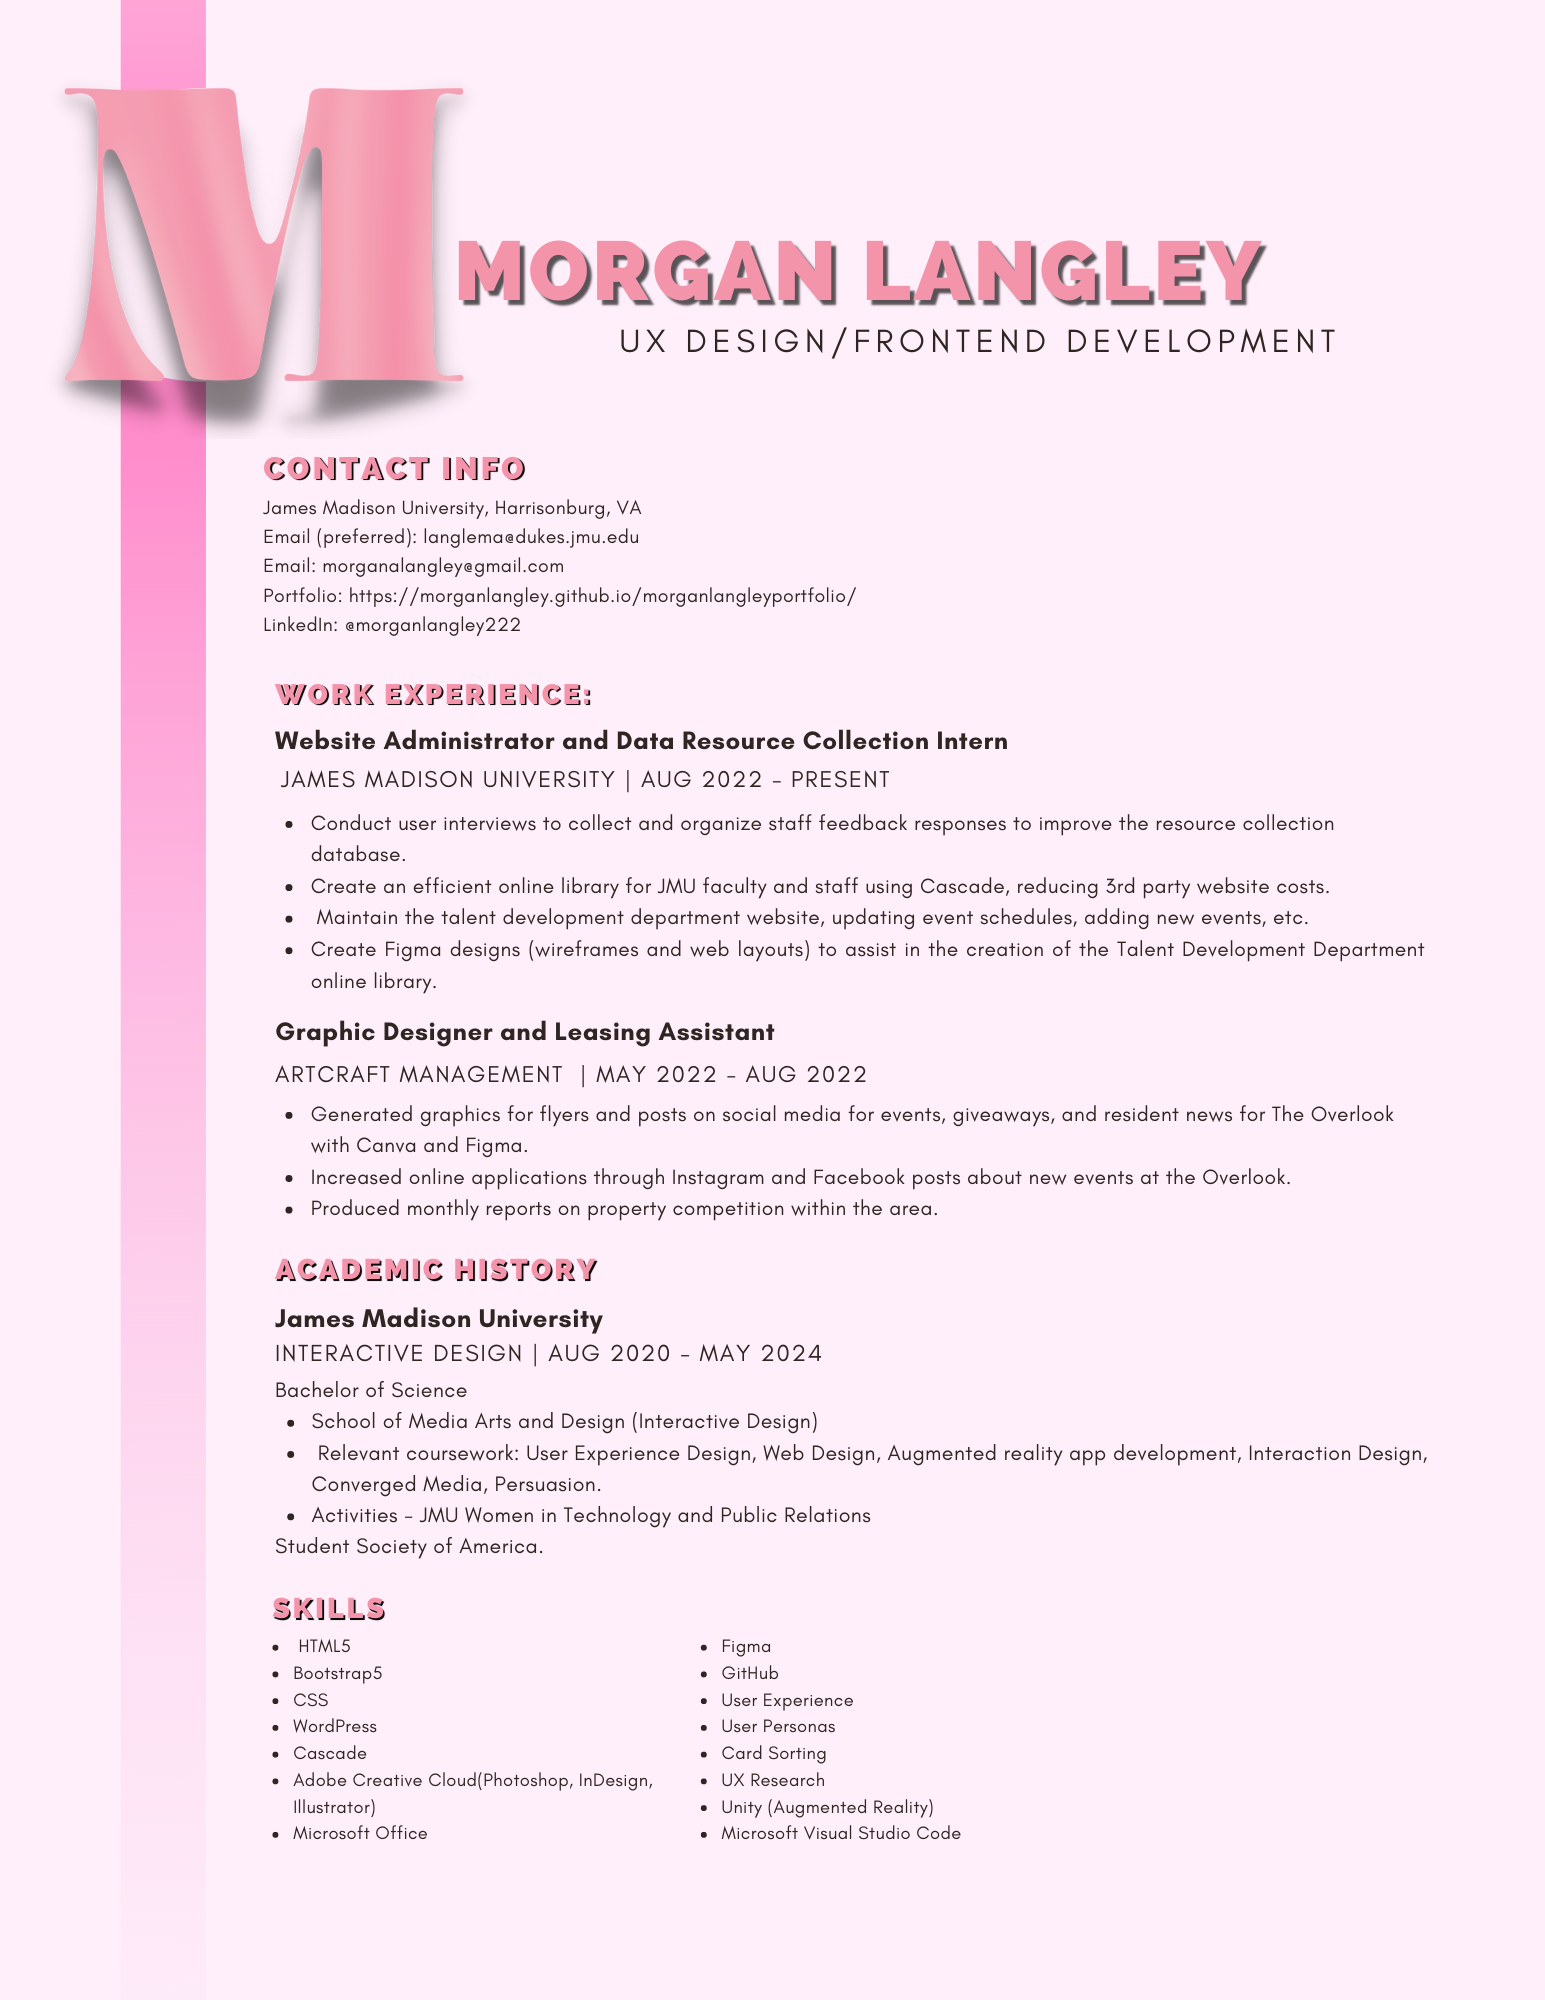 M
MORGAN LANGLEY
UX DESIGN/FRONTEND DEVELOPMENT
CONTACT INFO
James Madison University, Harrisonburg, VA
Email (preferred): langlema@dukes.jmu.edu
Email: morganalangley@gmail.com
Portfolio: https://morganlangley.github.io/morganlangleyportfolio/
LinkedIn: @morganlangley222
WORK EXPERIENCE:
Website Administrator and Data Resource Collection Intern
JAMES MADISON UNIVERSITY | AUG 2022 - PRESENT
• Conduct user interviews to collect and organize staff feedback responses to improve the resource collection
database.
• Create an efficient online library for JMU faculty and staff using Cascade, reducing 3rd party website costs.
• Maintain the talent development department website, updating event schedules, adding new events, etc.
• Create Figma designs (wireframes and web layouts) to assist in the creation of the Talent Development Department
online library.
Graphic Designer and Leasing Assistant
ARTCRAFT MANAGEMENT | MAY 2022 - AUG 2022
• Generated graphics for flyers and posts on social media for events, giveaways, and resident news for The Overlook
with Canva and Figma.
• Increased online applications through Instagram and Facebook posts about new events at the Overlook.
• Produced monthly reports on property competition within the area.
ACADEMIC HISTORY
James Madison University
INTERACTIVE DESIGN | AUG 2020 - MAY 2024
Bachelor of Science
• School of Media Arts and Design (Interactive Design)
• Relevant coursework: User Experience Design, Web Design, Augmented reality app development, Interaction Design,
Converged Media, Persuasion.
• Activities - JMU Women in Technology and Public Relations
Student Society of America.
SKILLS
• HTML5
• Bootstrap5
• CSS
• WordPress
• Cascade
• Adobe Creative Cloud(Photoshop, InDesign,
Illustrator)
• Microsoft Office
• Figma
• GitHub
• User Experience
• User Personas
• Card Sorting
• UX Research
• Unity (Augmented Reality)
• Microsoft Visual Studio Code